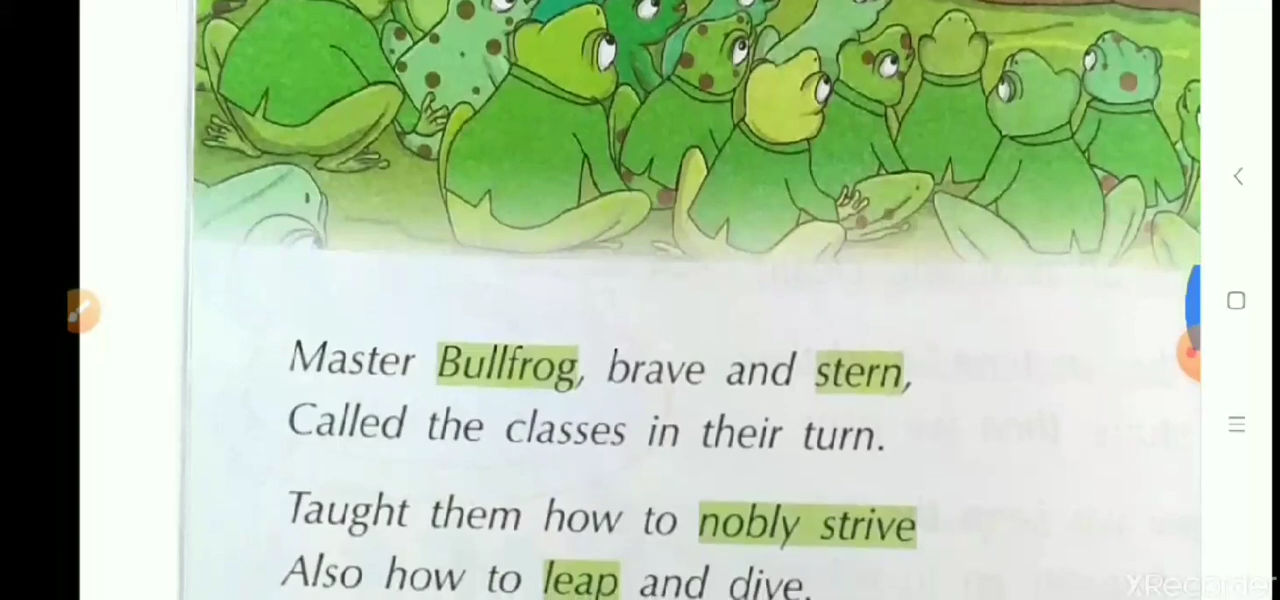 Master Bullfrog, brave and stern,
Called the classes in their turn.
Taught them how to nobly strive
Also how to leap and dive.
XRecorder